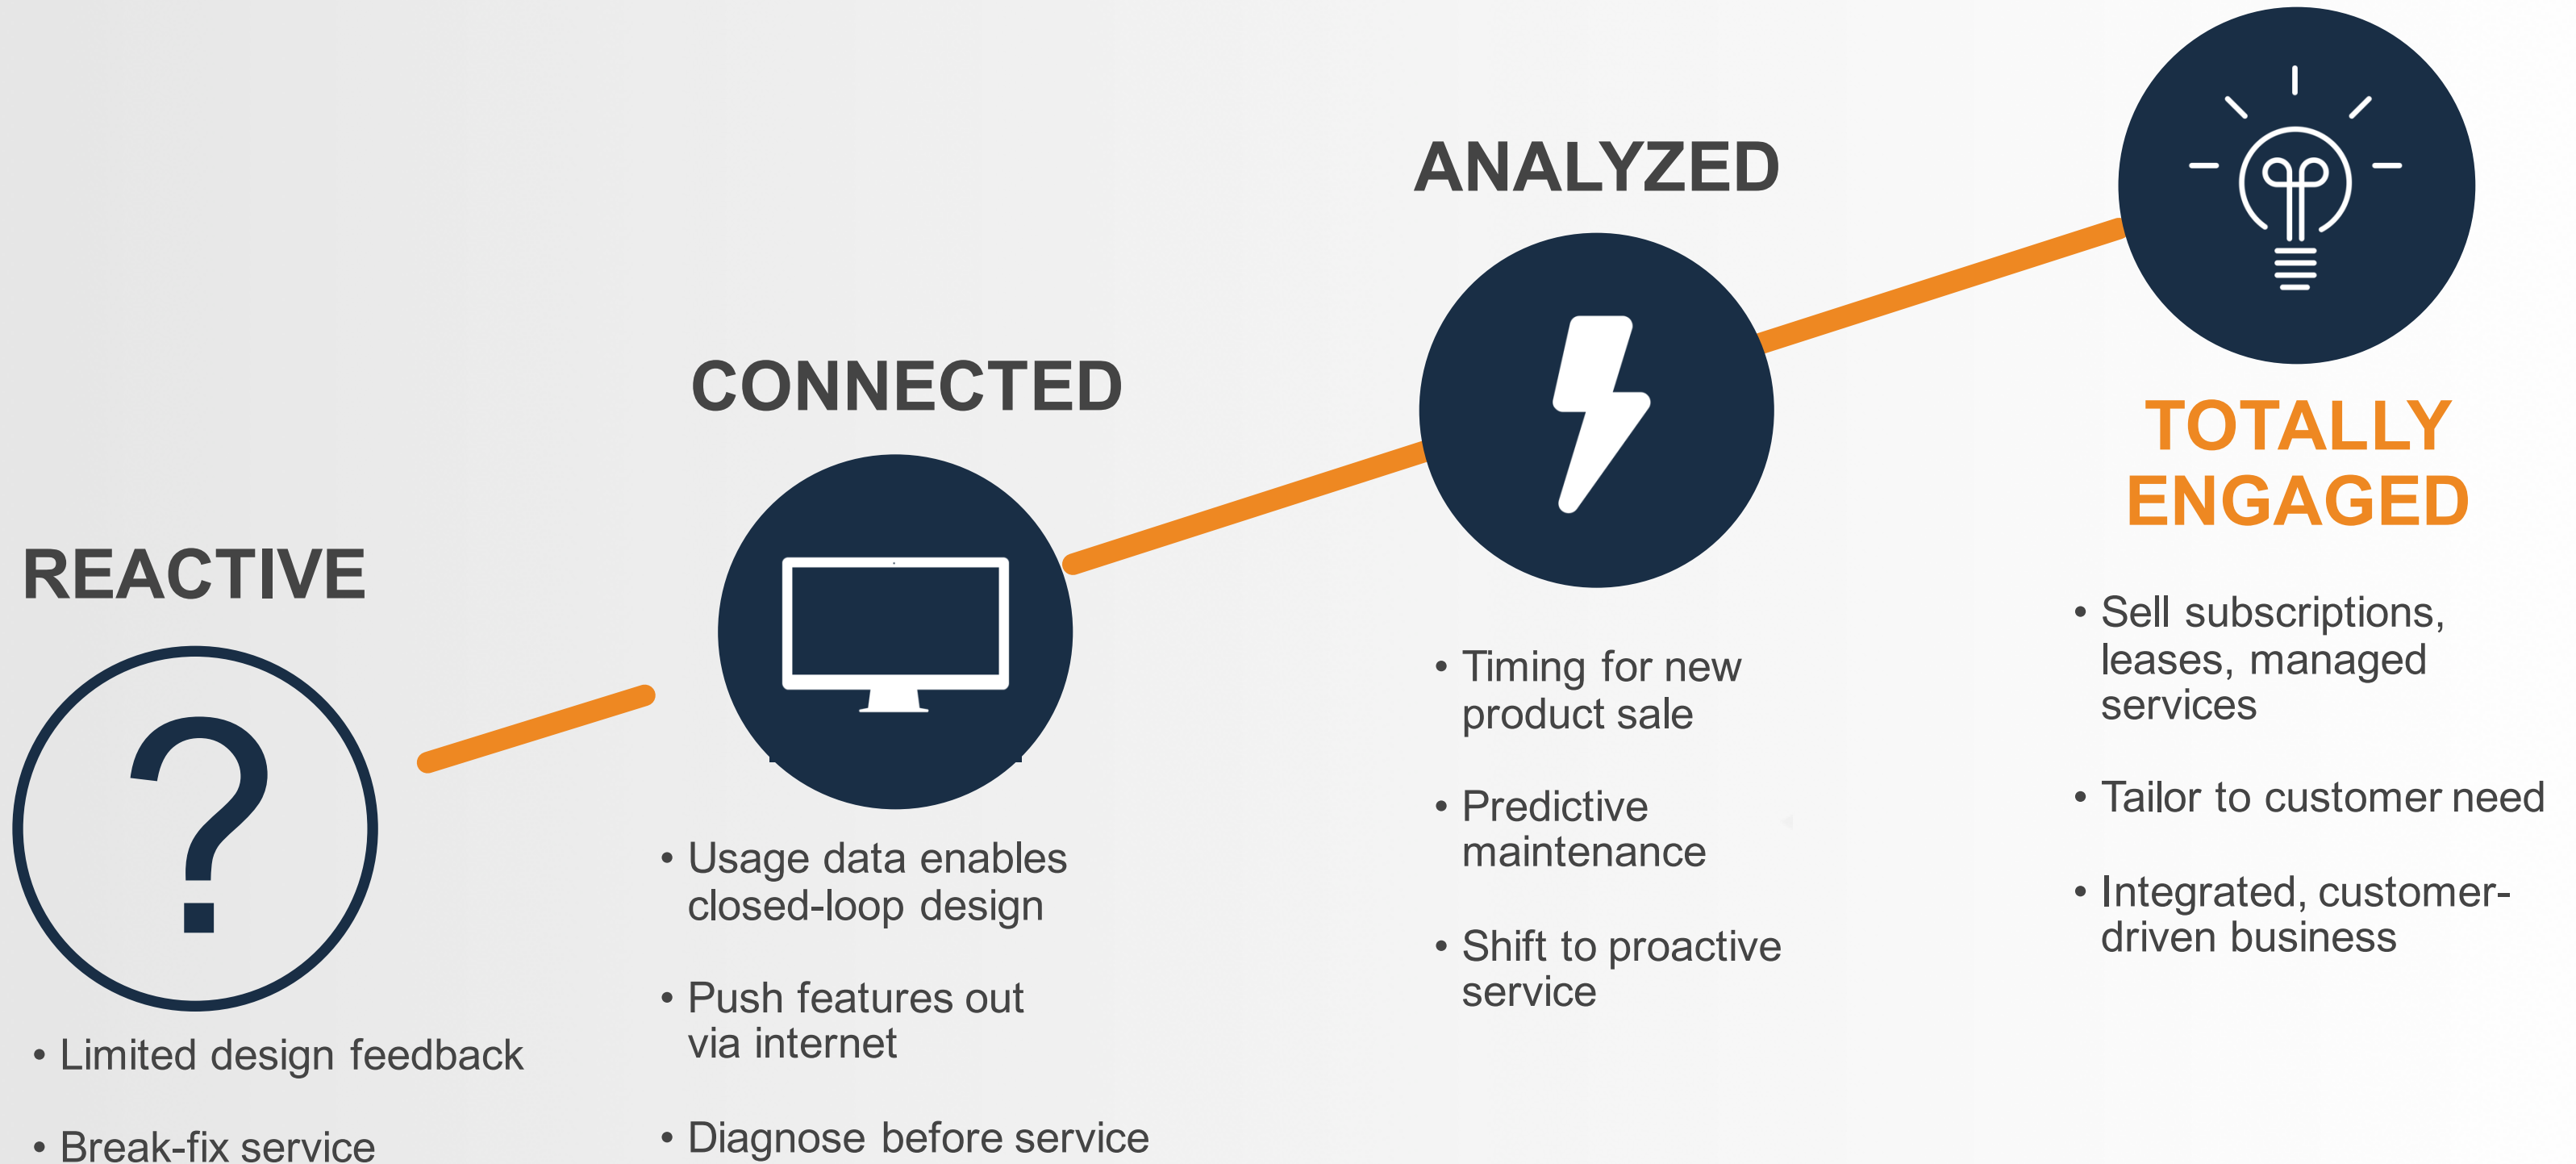 REACTIVE
?
• Limited design feedback
• Break-fix service
CONNECTED
• Usage data enables
closed-loop design
• Push features out
via internet
• Diagnose before service
ANALYZED
• Timing for new
product sale
• Predictive
maintenance
• Shift to proactive
service
TOTALLY
ENGAGED
• Sell subscriptions,
leases, managed
services
• Tailor to customer need
• Integrated, customer-
driven business